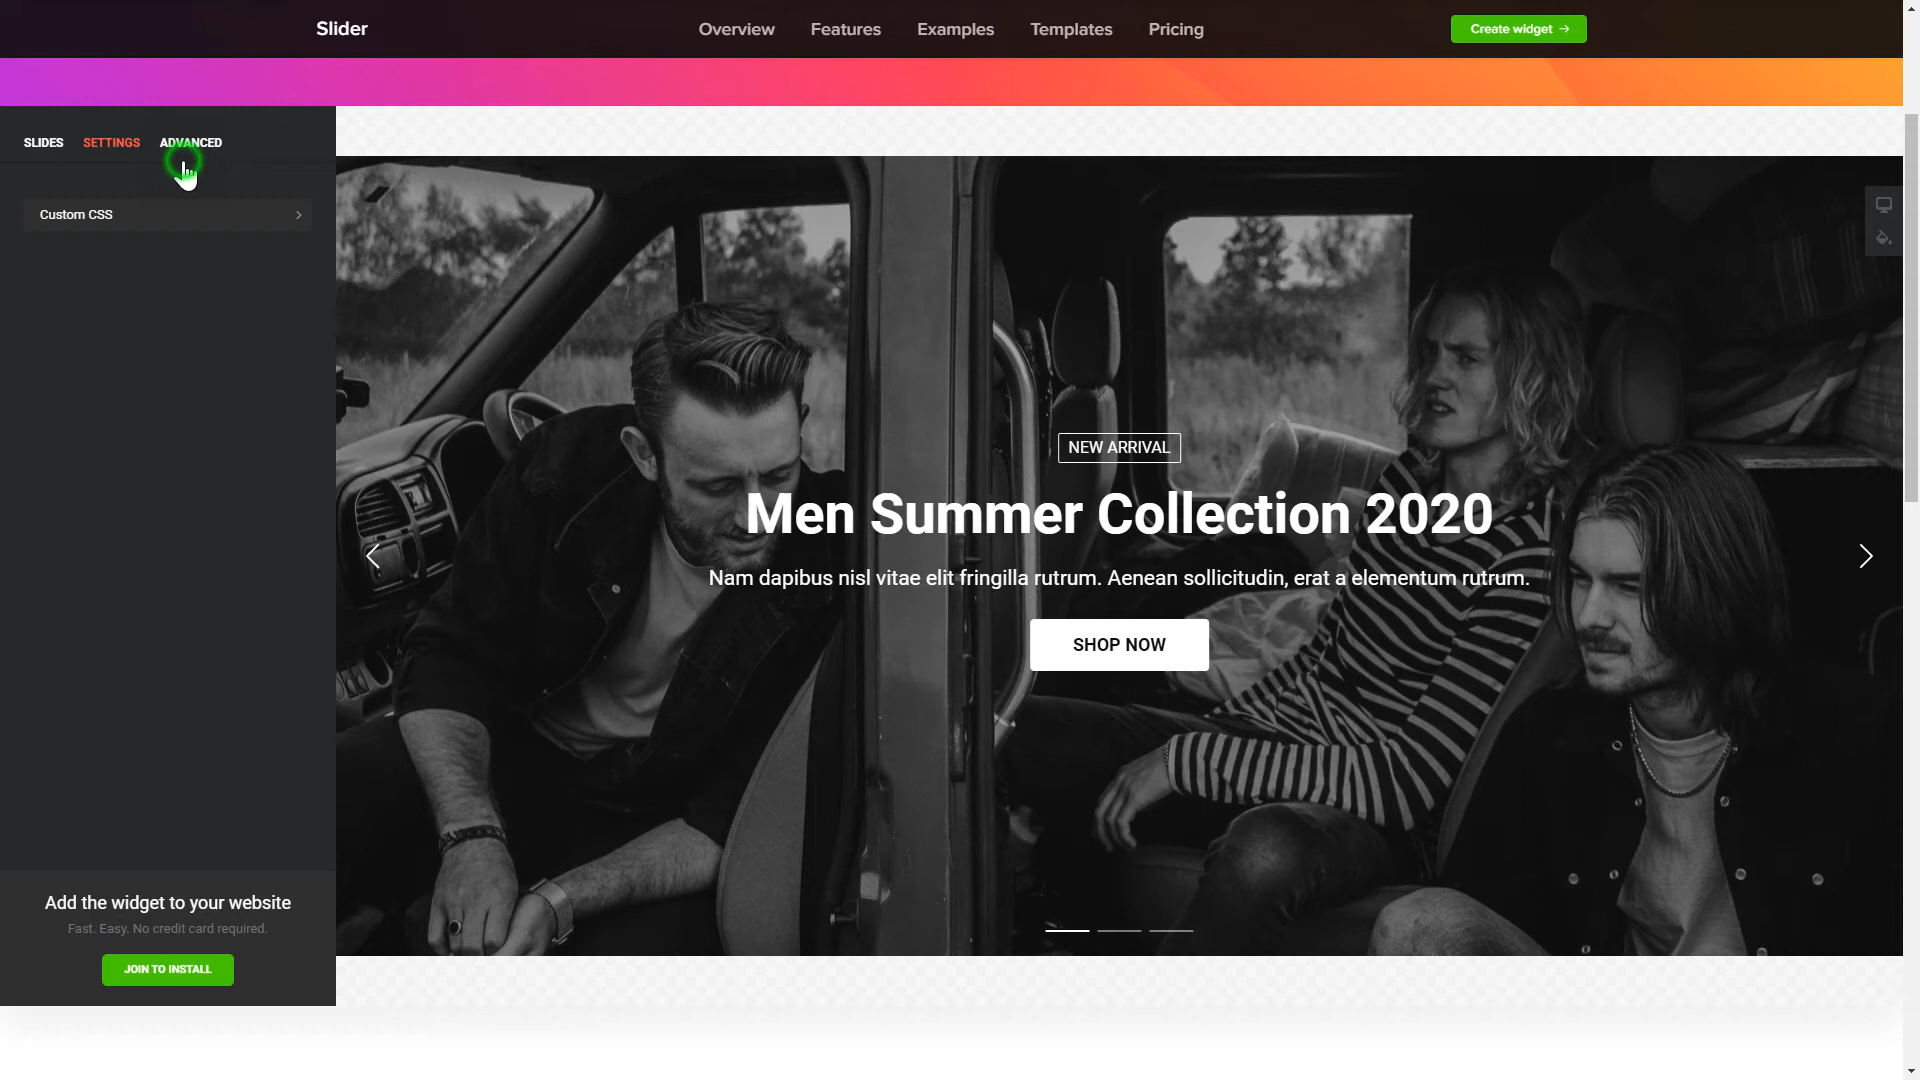 Slider
Overview
Features
Examples
Templates
Pricing
Create widget →
SLIDES
SETTINGS
ADVANCED
Custom CSS
NEW ARRIVAL
Men Summer Collection 2020
Nam dapibus nisl vitae elit fringilla rutrum. Aenean sollicitudin, erat a elementum rutrum.
SHOP NOW
Add the widget to your website
Fast. Easy. No credit card required.
JOIN TO INSTALL